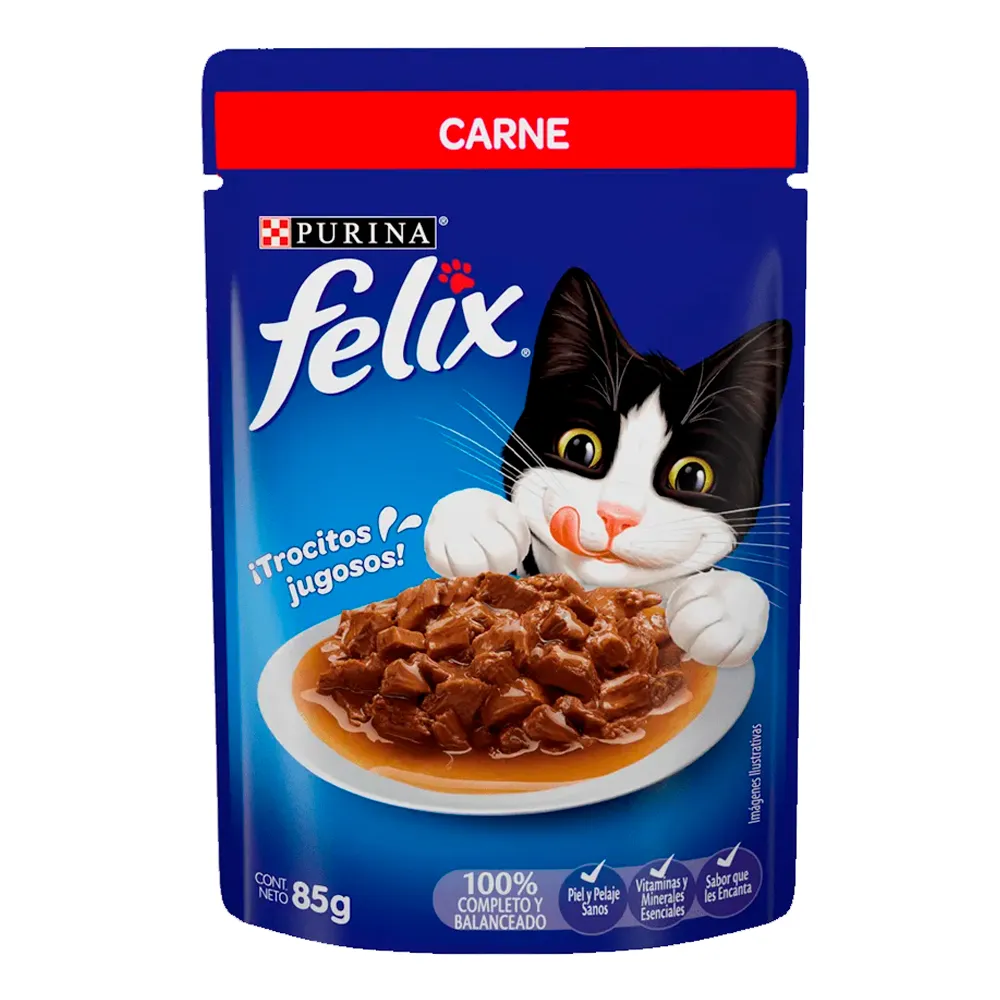 CARNE
PURINA®
felix®
¡Trocitos
jugosos!
Imágenes Ilustrativas
CONT.
NETO 85g
100%
COMPLETO Y
BALANCEADO
Piel y Pelaje
Sanos
Vitaminas y
Minerales
Esenciales
Sabor que
les Encanta